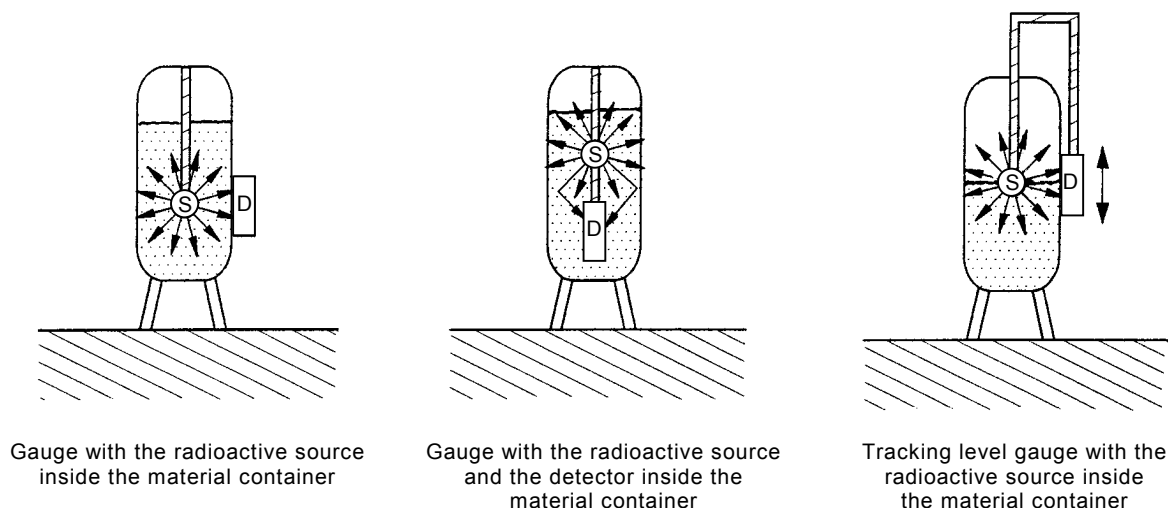 S
D
S
D
S
D
Gauge with the radioactive source
inside the material container
Gauge with the radioactive source
and the detector inside the
material container
Tracking level gauge with the
radioactive source inside
the material container